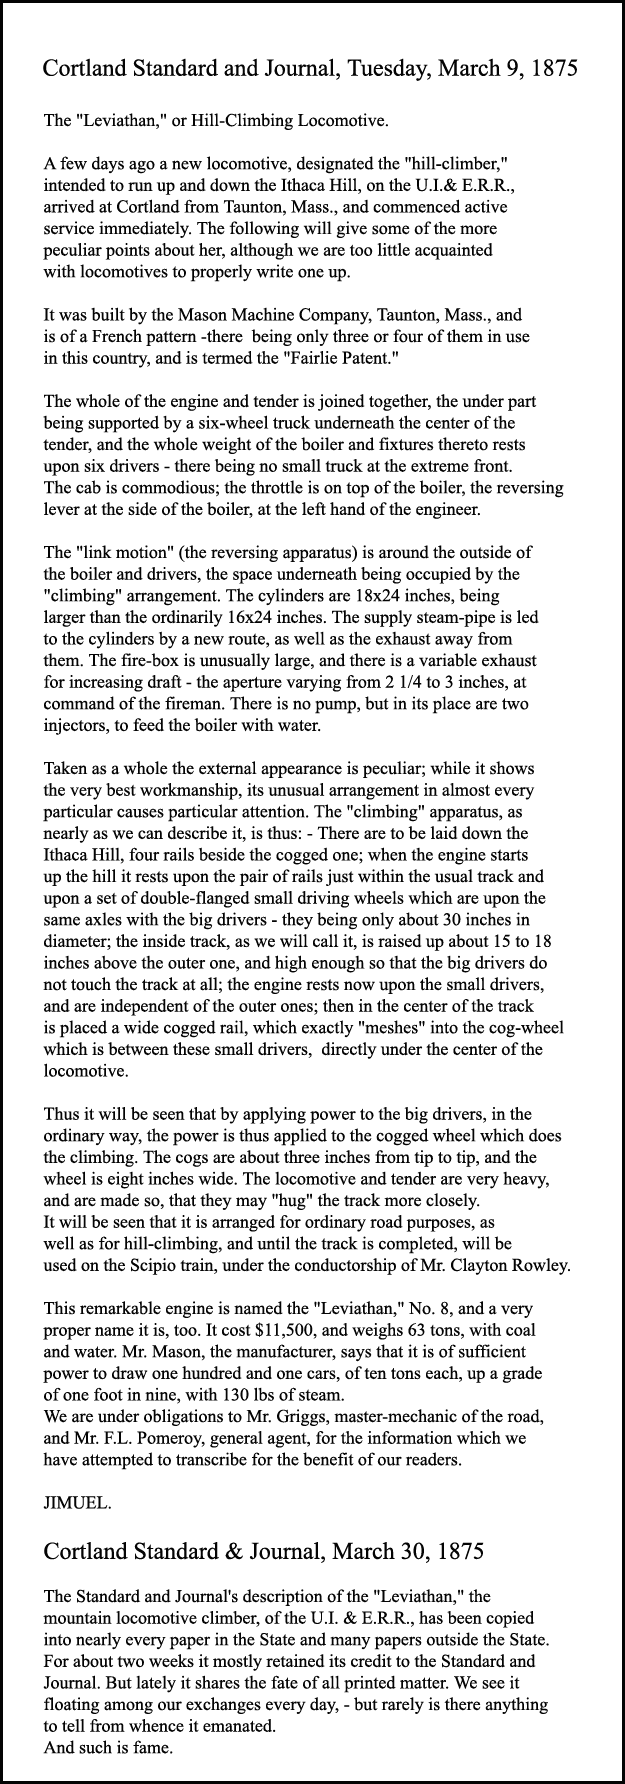 Cortland Standard and Journal, Tuesday, March 9, 1875
The "Leviathan," or Hill-Climbing Locomotive.
A few days ago a new locomotive, designated the "hill-climber,"
intended to run up and down the Ithaca Hill, on the U.I.& E.R.R.,
arrived at Cortland from Taunton, Mass., and commenced active
service immediately. The following will give some of the more
peculiar points about her, although we are too little acquainted
with locomotives to properly write one up.
It was built by the Mason Machine Company, Taunton, Mass., and
is of a French pattern -there  being only three or four of them in use
in this country, and is termed the "Fairlie Patent."
The whole of the engine and tender is joined together, the under part
being supported by a six-wheel truck underneath the center of the
tender, and the whole weight of the boiler and fixtures thereto rests
upon six drivers - there being no small truck at the extreme front.
The cab is commodious; the throttle is on top of the boiler, the reversing
lever at the side of the boiler, at the left hand of the engineer.
The "link motion" (the reversing apparatus) is around the outside of
the boiler and drivers, the space underneath being occupied by the
"climbing" arrangement. The cylinders are 18x24 inches, being
larger than the ordinarily 16x24 inches. The supply steam-pipe is led
to the cylinders by a new route, as well as the exhaust away from
them. The fire-box is unusually large, and there is a variable exhaust
for increasing draft - the aperture varying from 2 1/4 to 3 inches, at
command of the fireman. There is no pump, but in its place are two
injectors, to feed the boiler with water.
Taken as a whole the external appearance is peculiar; while it shows
the very best workmanship, its unusual arrangement in almost every
particular causes particular attention. The "climbing" apparatus, as
nearly as we can describe it, is thus: - There are to be laid down the
Ithaca Hill, four rails beside the cogged one; when the engine starts
up the hill it rests upon the pair of rails just within the usual track and
upon a set of double-flanged small driving wheels which are upon the
same axles with the big drivers - they being only about 30 inches in
diameter; the inside track, as we will call it, is raised up about 15 to 18
inches above the outer one, and high enough so that the big drivers do
not touch the track at all; the engine rests now upon the small drivers,
and are independent of the outer ones; then in the center of the track
is placed a wide cogged rail, which exactly "meshes" into the cog-wheel
which is between these small drivers,  directly under the center of the
locomotive.
Thus it will be seen that by applying power to the big drivers, in the
ordinary way, the power is thus applied to the cogged wheel which does
the climbing. The cogs are about three inches from tip to tip, and the
wheel is eight inches wide. The locomotive and tender are very heavy,
and are made so, that they may "hug" the track more closely.
It will be seen that it is arranged for ordinary road purposes, as
well as for hill-climbing, and until the track is completed, will be
used on the Scipio train, under the conductorship of Mr. Clayton Rowley.
This remarkable engine is named the "Leviathan," No. 8, and a very
proper name it is, too. It cost $11,500, and weighs 63 tons, with coal
and water. Mr. Mason, the manufacturer, says that it is of sufficient
power to draw one hundred and one cars, of ten tons each, up a grade
of one foot in nine, with 130 lbs of steam.
We are under obligations to Mr. Griggs, master-mechanic of the road,
and Mr. F.L. Pomeroy, general agent, for the information which we
have attempted to transcribe for the benefit of our readers.
JIMUEL.
Cortland Standard & Journal, March 30, 1875
The Standard and Journal's description of the "Leviathan," the
mountain locomotive climber, of the U.I. & E.R.R., has been copied
into nearly every paper in the State and many papers outside the State.
For about two weeks it mostly retained its credit to the Standard and
Journal. But lately it shares the fate of all printed matter. We see it
floating among our exchanges every day, - but rarely is there anything
to tell from whence it emanated.
And such is fame.